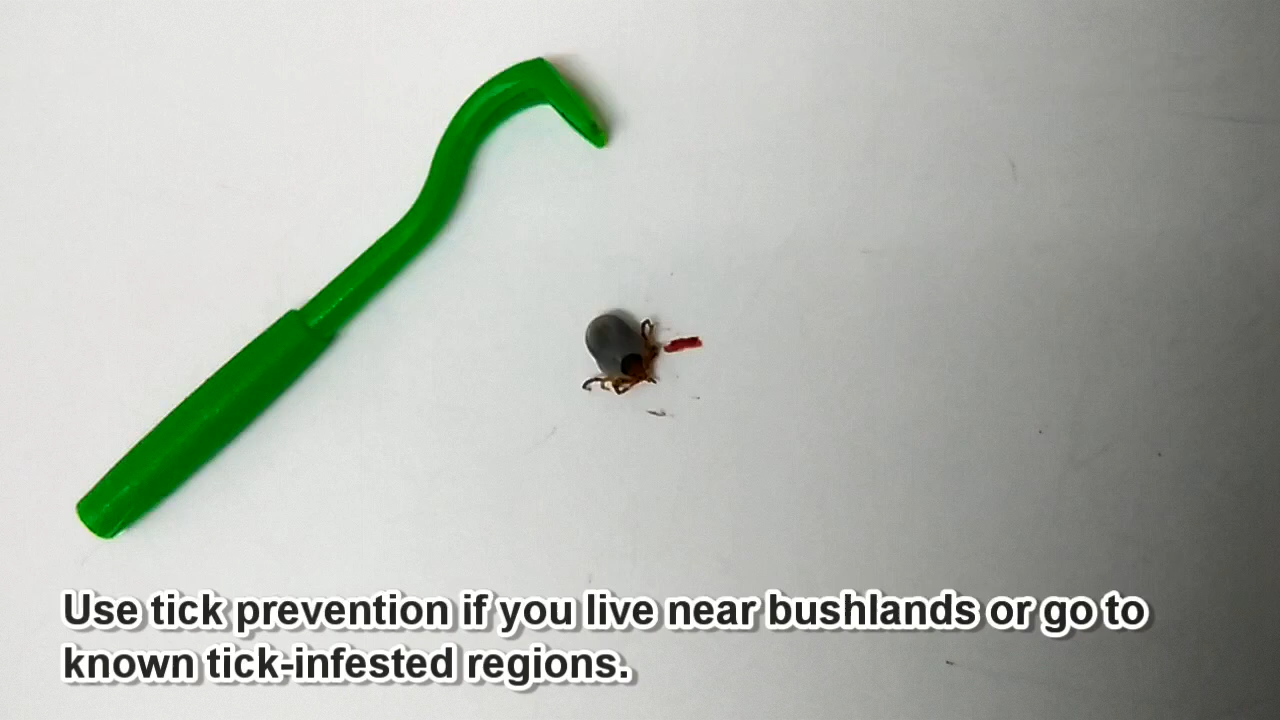 Use tick prevention if you live near bushlands or go to
known tick-infested regions.